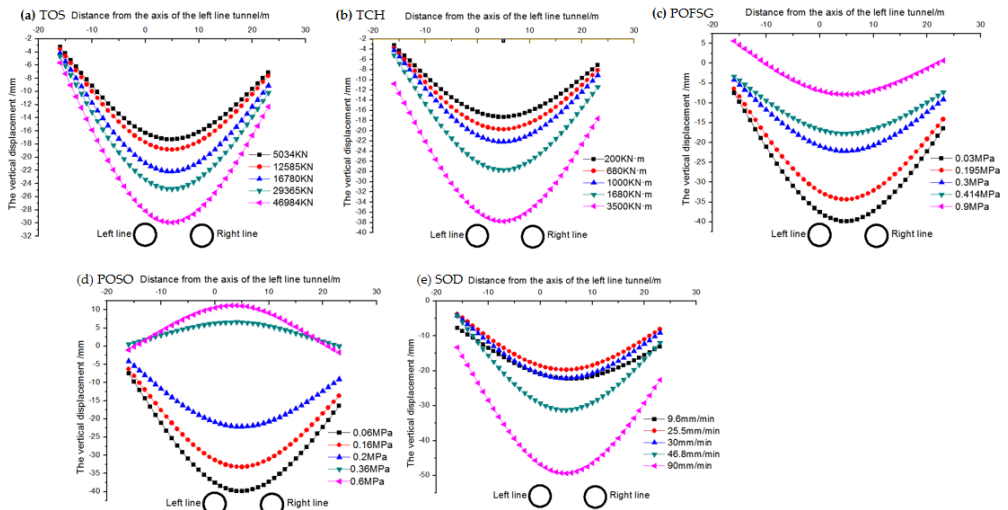 (a) TOS
Distance from the axis of the left line tunnel/m
-20 -10 0 10 20 30
-2
-4
-6
-8
-10
-12
-14
-16
-18
-20
-22
-24
-26
-28
-30
-32
The vertical displacement /mm
5034KN
12585KN
16780KN
29365KN
46984KN
Left line
Right line
(b) TCH
Distance from the axis of the left line tunnel/m
-20 -10 0 10 20 30
-2
-4
-6
-8
-10
-12
-14
-16
-18
-20
-22
-24
-26
-28
-30
-32
-34
-36
-38
-40
The vertical displacement /mm
200KN·m
680KN·m
1000KN·m
1680KN·m
3500KN·m
Left line
Right line
(c) POFSG
Distance from the axis of the left line tunnel/m
-20 -10 0 10 20 30
5
0
-5
-10
-15
-20
-25
-30
-35
-40
The vertical displacement /mm
0.03MPa
0.195MPa
0.3MPa
0.414MPa
0.9MPa
Left line
Right line
(d) POSO
Distance from the axis of the left line tunnel/m
-20 -10 0 10 20 30
10
5
0
-5
-10
-15
-20
-25
-30
-35
-40
The vertical displacement /mm
0.06MPa
0.16MPa
0.2MPa
0.36MPa
0.6MPa
Left line
Right line
(e) SOD
Distance from the axis of the left line tunnel/m
-20 -10 0 10 20 30
0
-10
-20
-30
-40
-50
The vertical displacement /mm
9.6mm/min
25.5mm/min
30mm/min
46.8mm/min
90mm/min
Left line
Right line